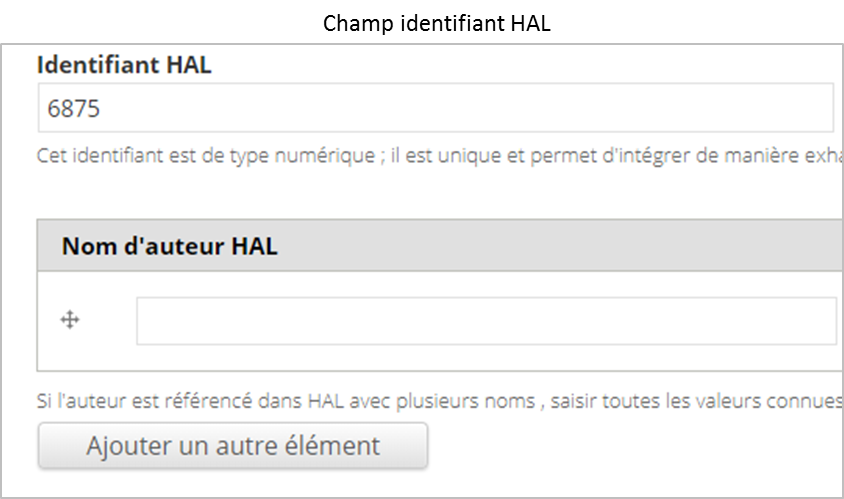 Champ identifiant HAL
Identifiant HAL
6875
Cet identifiant est de type numérique ; il est unique et permet d'intégrer de manière
Nom d'auteur HAL
Si l'auteur est référencé dans HAL avec plusieurs noms , saisir toutes les valeurs connues
Ajouter un autre élément